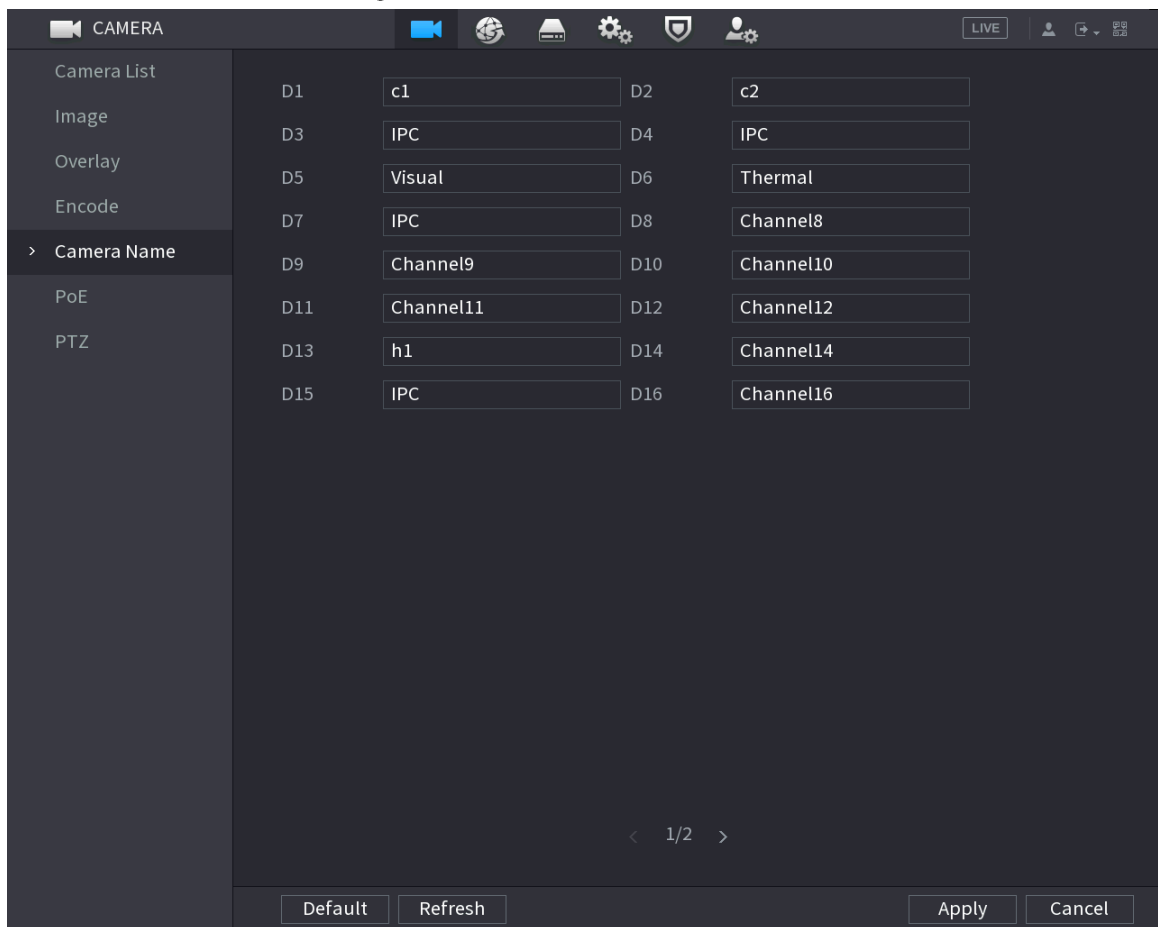 CAMERA LIVE
Camera List
Image
Overlay
Encode
> Camera Name
PoE
PTZ
D1 c1 D2 c2
D3 IPC D4 IPC
D5 Visual D6 Thermal
D7 IPC D8 Channel8
D9 Channel9 D10 Channel10
D11 Channel11 D12 Channel12
D13 h1 D14 Channel14
D15 IPC D16 Channel16
< 1/2 >
Default Refresh Apply Cancel